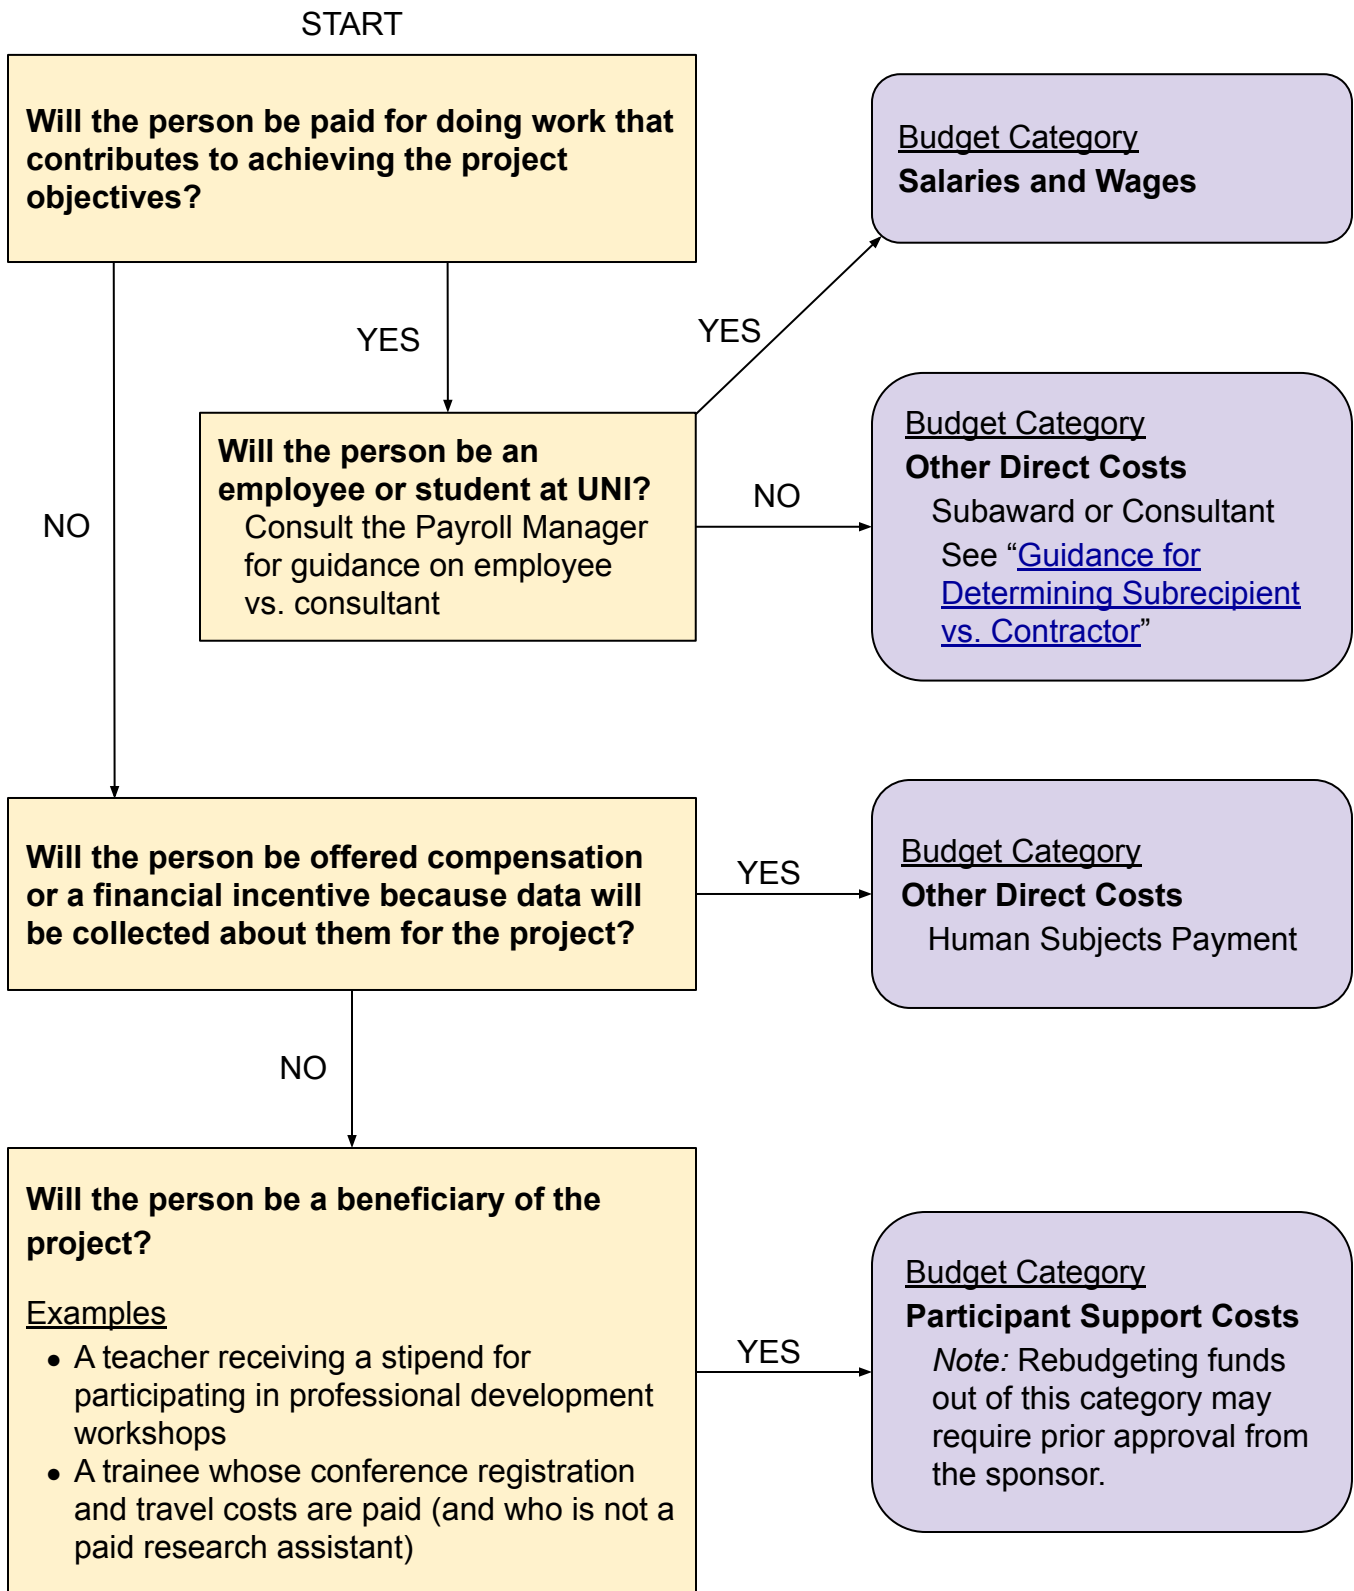 START
Will the person be paid for doing work that
contributes to achieving the project
objectives?
Budget Category
Salaries and Wages
YES
YES
Will the person be an
employee or student at UNI?
Consult the Payroll Manager
for guidance on employee
vs. consultant
NO
NO
Budget Category
Other Direct Costs
Subaward or Consultant
See “Guidance for
Determining Subrecipient
vs. Contractor”
Will the person be offered compensation
or a financial incentive because data will
be collected about them for the project?
YES
Budget Category
Other Direct Costs
Human Subjects Payment
NO
Will the person be a beneficiary of the
project?
Examples
● A teacher receiving a stipend for
participating in professional development
workshops
● A trainee whose conference registration
and travel costs are paid (and who is not a
paid research assistant)
YES
Budget Category
Participant Support Costs
Note: Rebudgeting funds
out of this category may
require prior approval from
the sponsor.